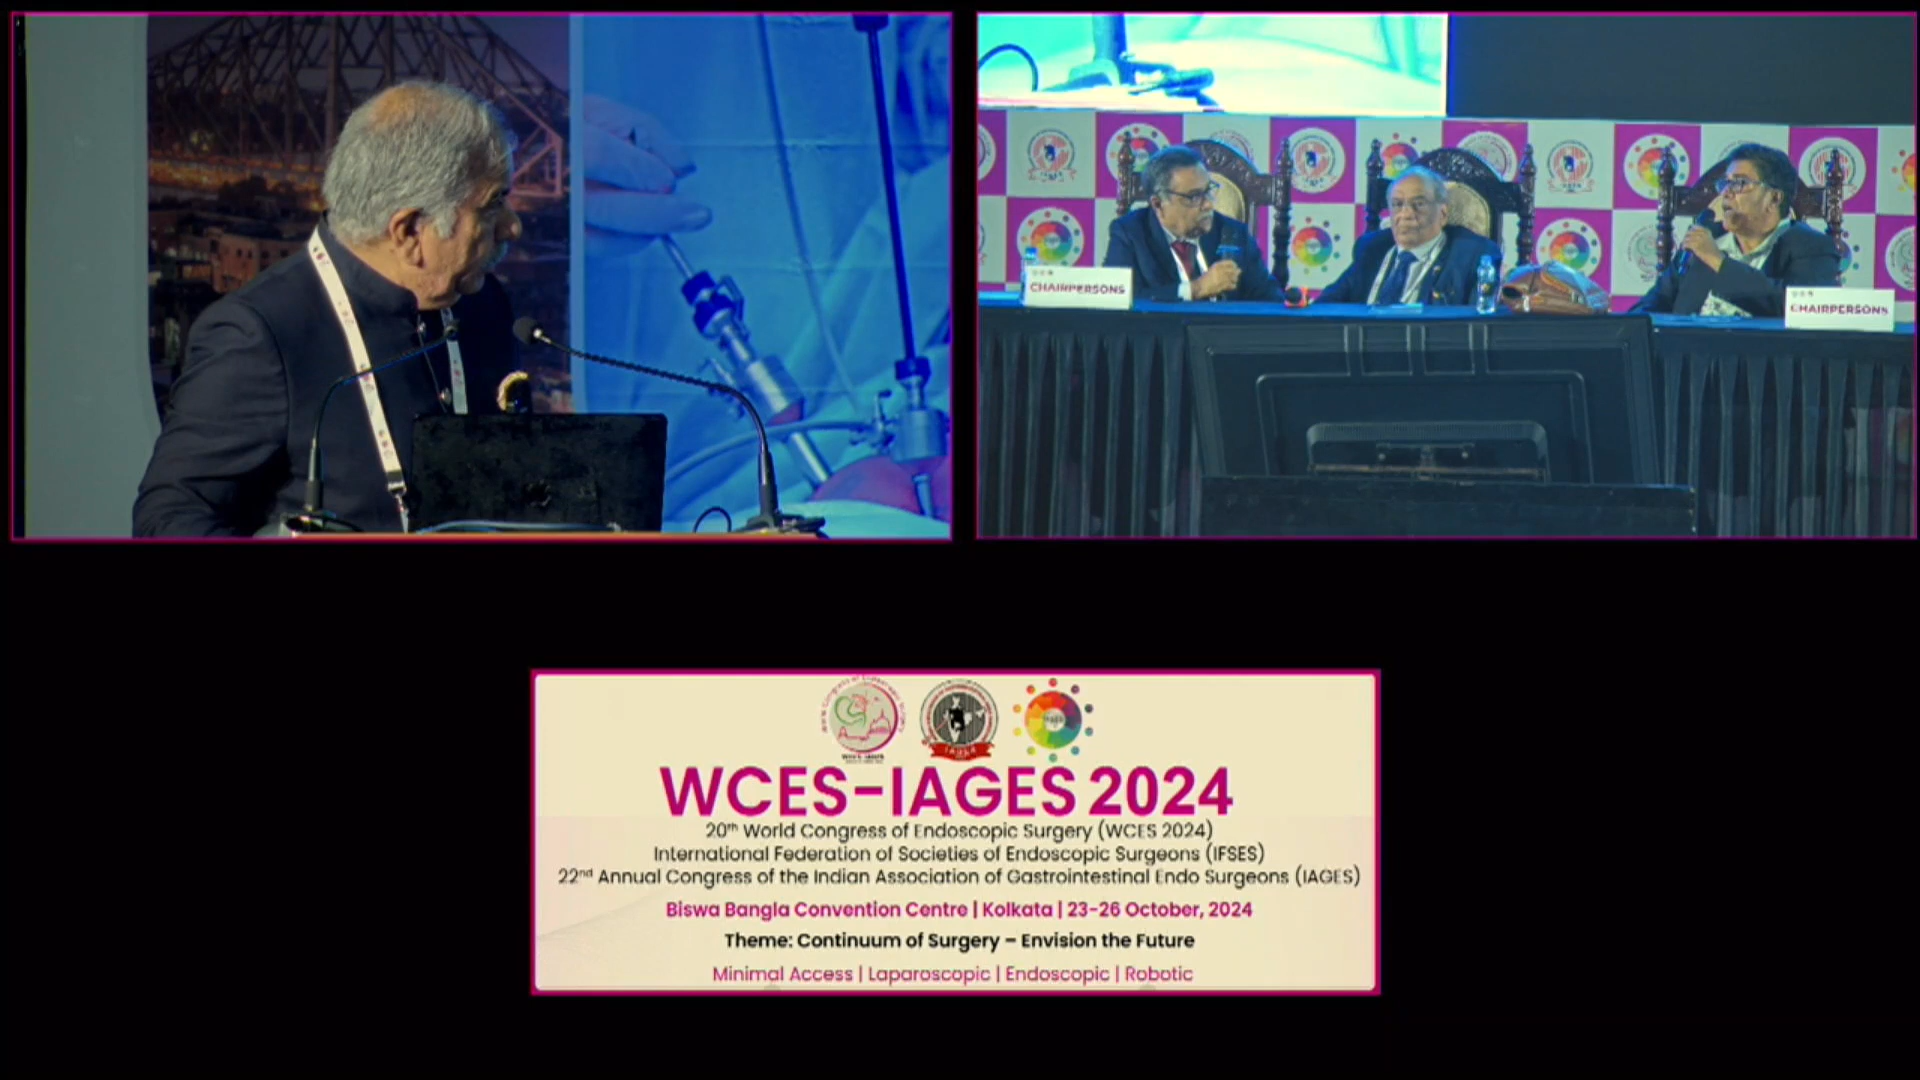 CHAIRPERSONS
CHAIRPERSONS
WCES-IAGES 2024
20th World Congress of Endoscopic Surgery (WCES 2024)
International Federation of Societies of Endoscopic Surgeons (IFSES)
22nd Annual Congress of the Indian Association of Gastrointestinal Endo Surgeons (IAGES)
Biswa Bangla Convention Centre | Kolkata | 23-26 October, 2024
Theme: Continuum of Surgery – Envision the Future
Minimal Access | Laparoscopic | Endoscopic | Robotic